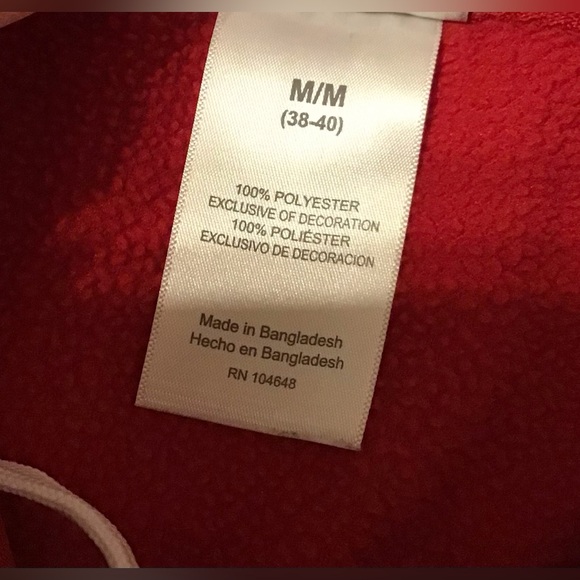 M/M
(38-40)
100% POLYESTER
EXCLUSIVE OF DECORATION
100% POLIÉSTER
EXCLUSIVO DE DECORACION
Made in Bangladesh
Hecho en Bangladesh
RN 104648